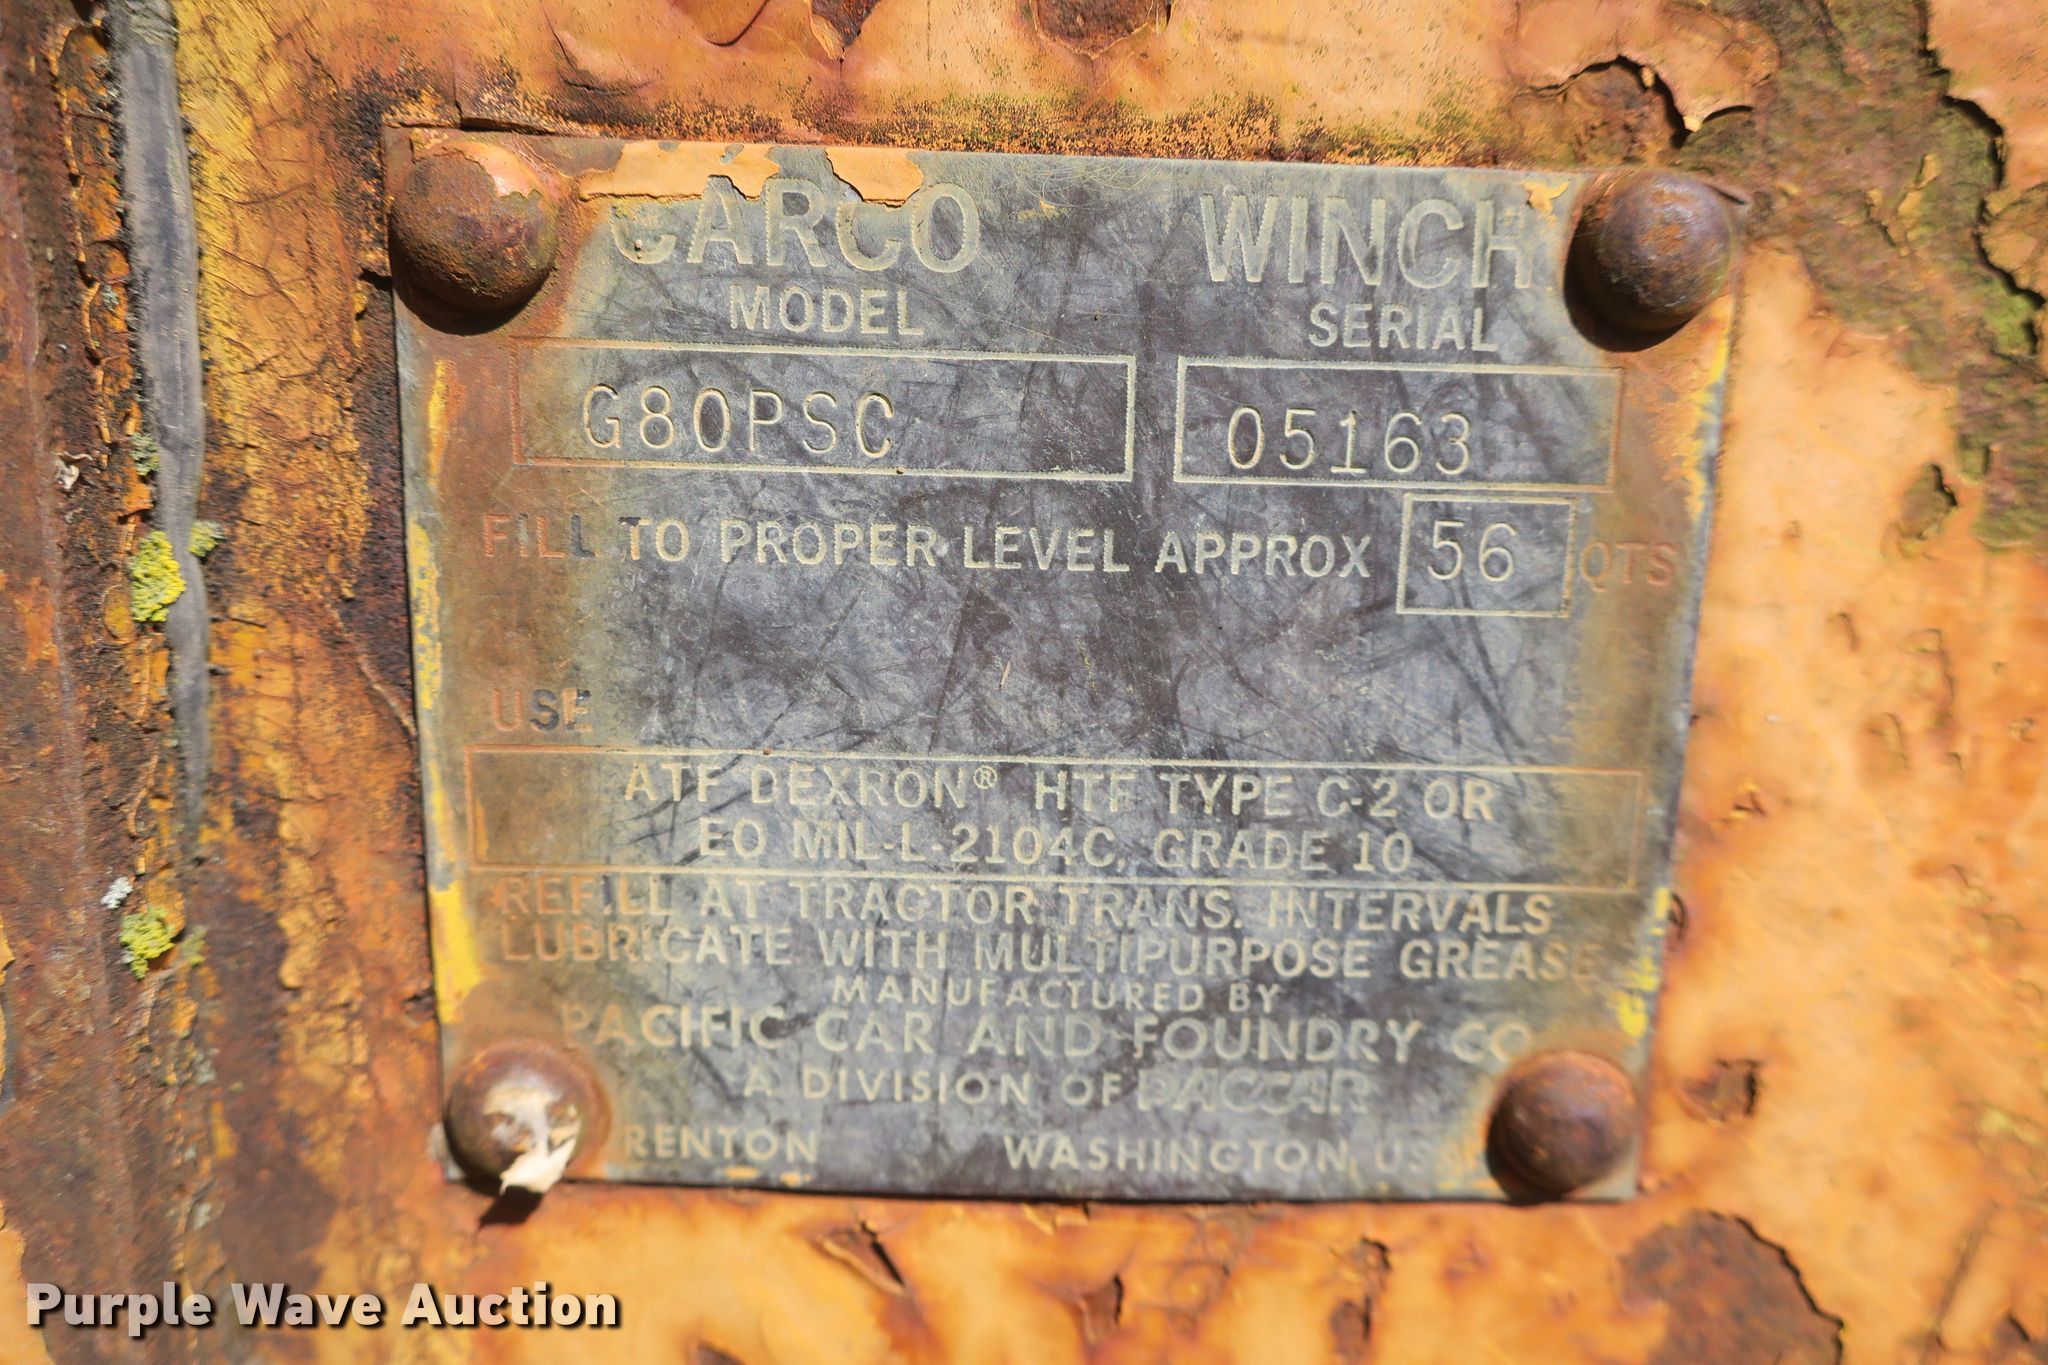 CARCO WINCH
MODEL SERIAL
G80PSC 05163
FILL TO PROPER LEVEL APPROX 56 QTS
USE
ATF DEXRON® HTF TYPE C-2 OR
EO MIL-L-2104C, GRADE 10
REFILL AT TRACTOR TRANS. INTERVALS
LUBRICATE WITH MULTIPURPOSE GREASE
MANUFACTURED BY
PACIFIC CAR AND FOUNDRY CO
A DIVISION OF PACCAR
RENTON WASHINGTON, US
Purple Wave Auction